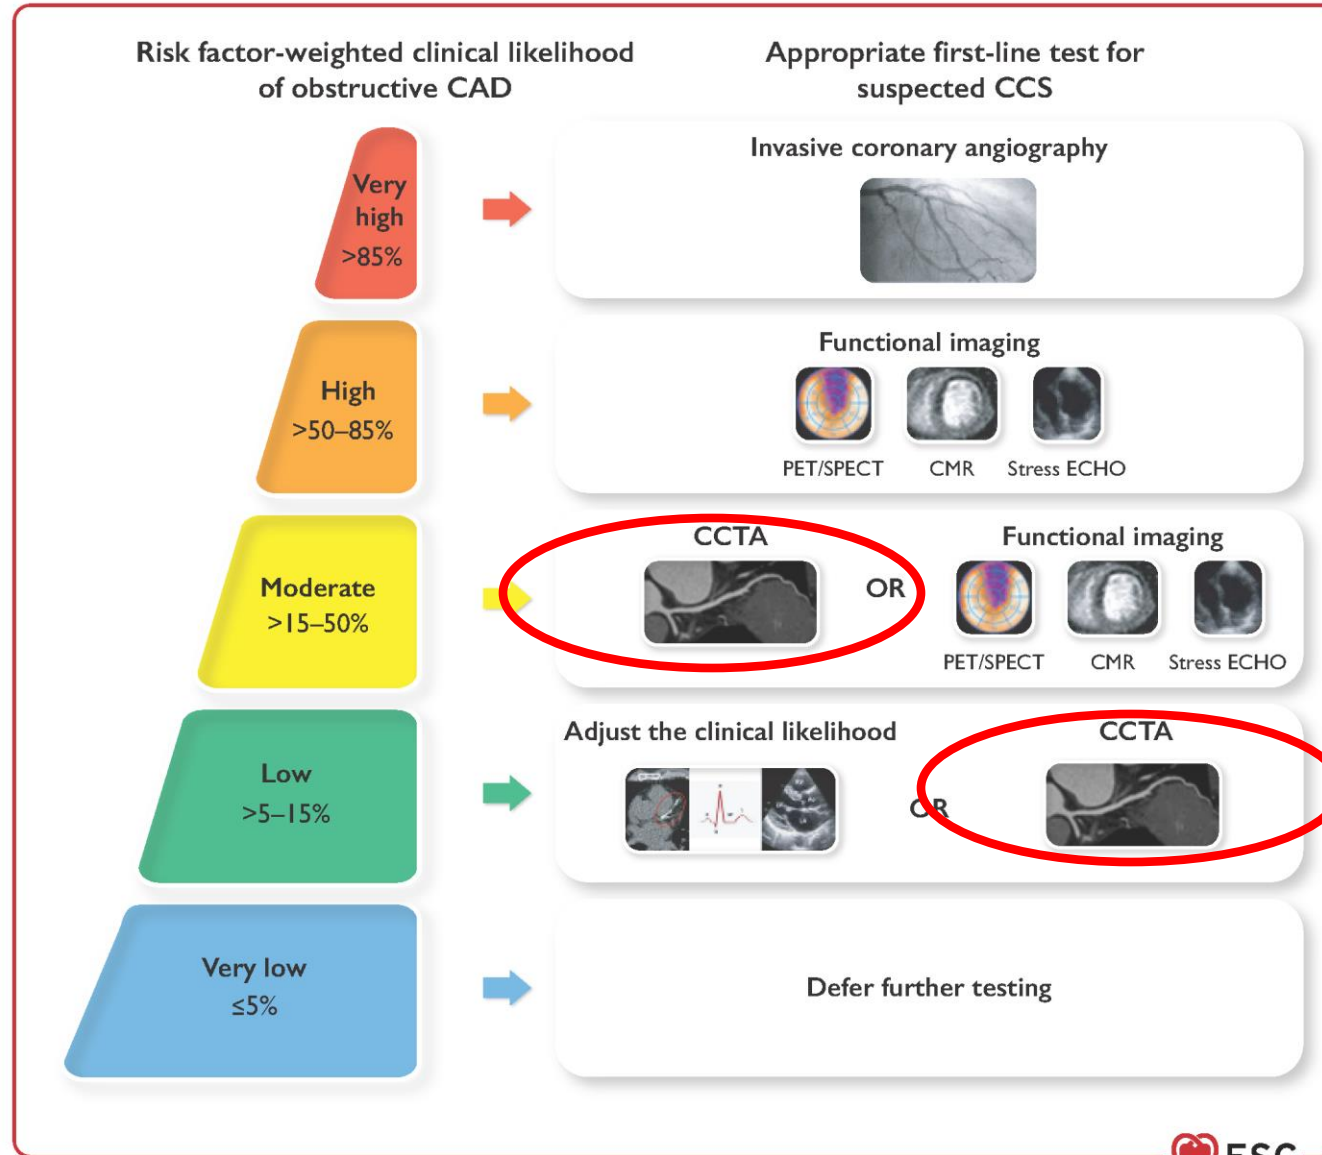 Risk factor-weighted clinical likelihood
of obstructive CAD
Appropriate first-line test for
suspected CCS
Very
high
>85%
Invasive coronary angiography
High
>50–85%
Functional imaging
PET/SPECT
CMR
Stress ECHO
Moderate
>15–50%
CCTA
OR
Functional imaging
PET/SPECT
CMR
Stress ECHO
Low
>5–15%
Adjust the clinical likelihood
OR
CCTA
Very low
≤5%
Defer further testing
ESC